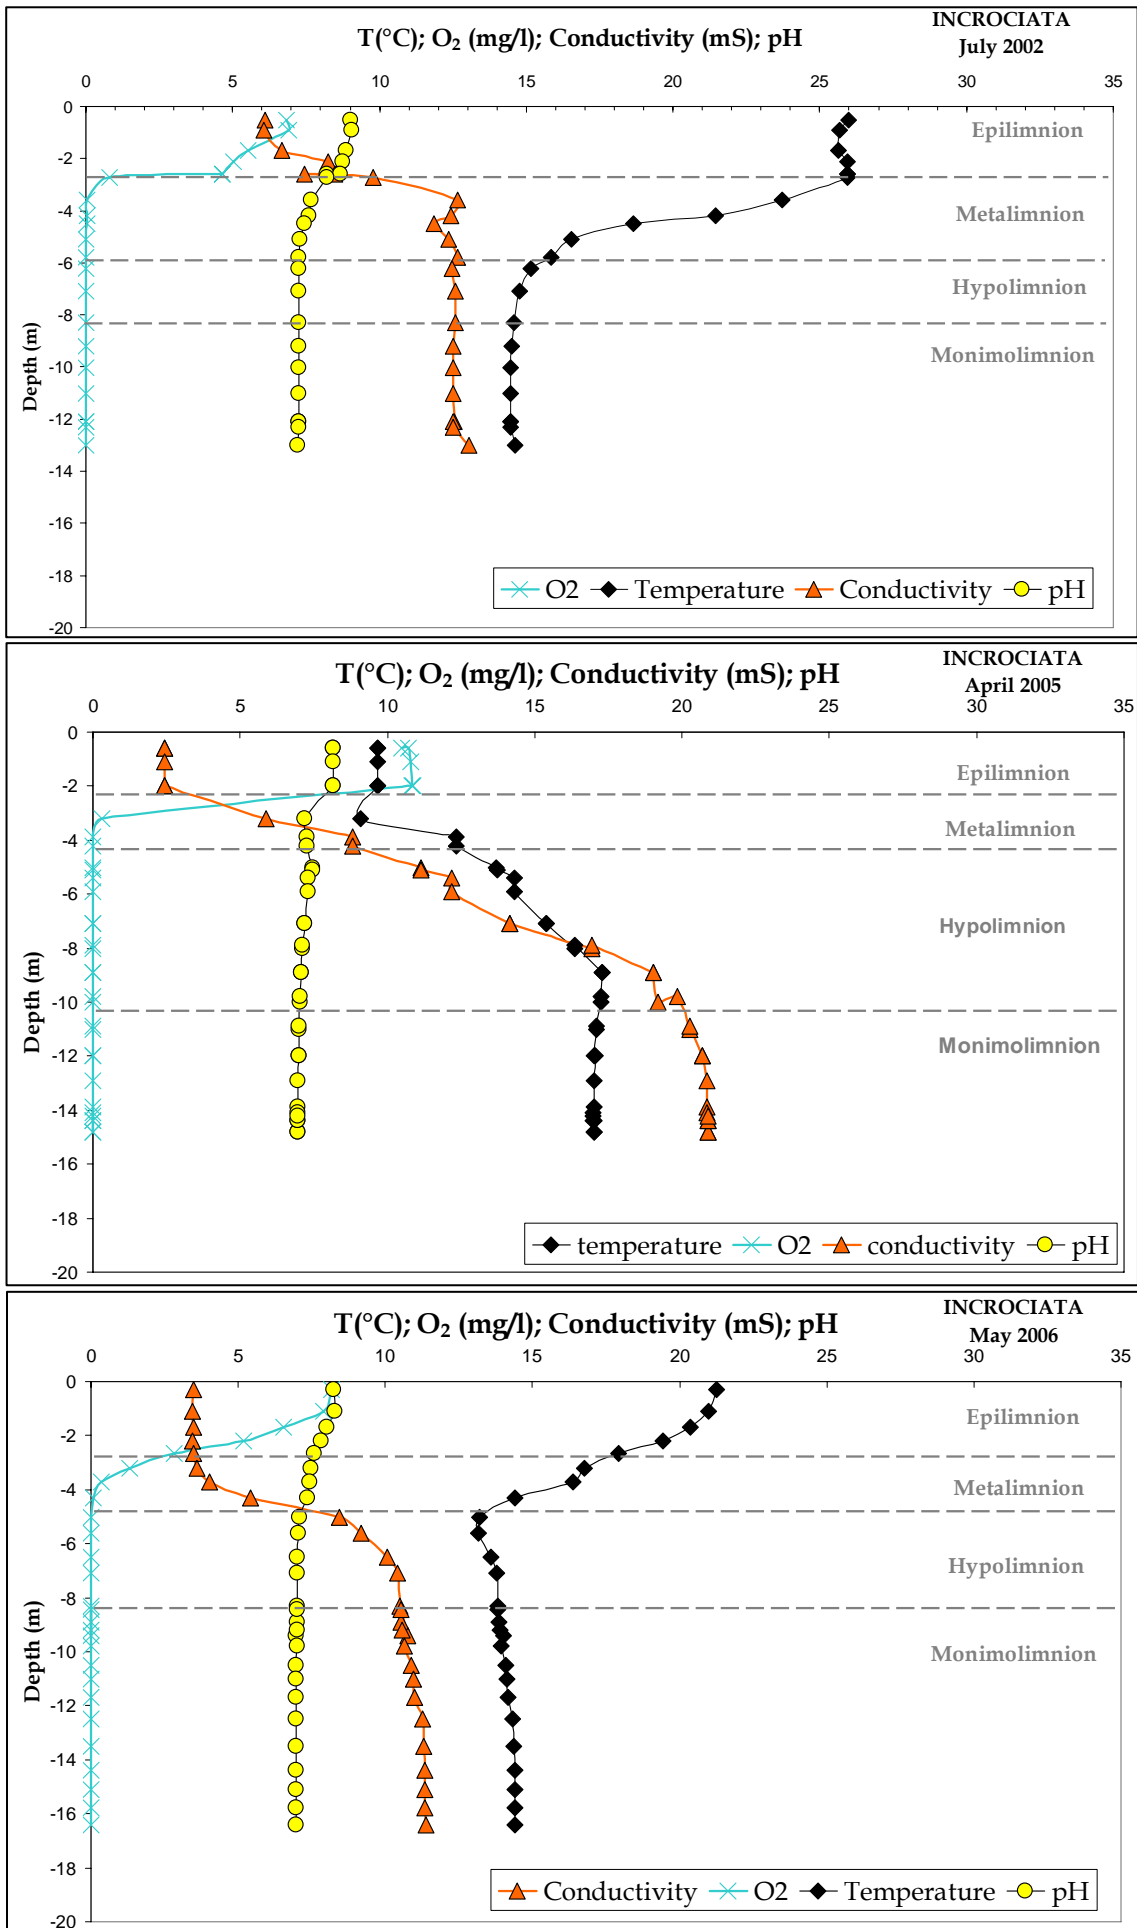 INCROCIATA
July 2002
T(°C); O₂ (mg/l); Conductivity (mS); pH
0 5 10 15 20 25 30 35
0
-2
-4
-6
-8
-10
-12
-14
-16
-18
-20
Depth (m)
Epilimnion
Metalimnion
Hypolimnion
Monimolimnion
O2 Temperature Conductivity pH
INCROCIATA
April 2005
T(°C); O₂ (mg/l); Conductivity (mS); pH
0 5 10 15 20 25 30 35
0
-2
-4
-6
-8
-10
-12
-14
-16
-18
-20
Depth (m)
Epilimnion
Metalimnion
Hypolimnion
Monimolimnion
temperature O2 conductivity pH
INCROCIATA
May 2006
T(°C); O₂ (mg/l); Conductivity (mS); pH
0 5 10 15 20 25 30 35
0
-2
-4
-6
-8
-10
-12
-14
-16
-18
-20
Depth (m)
Epilimnion
Metalimnion
Hypolimnion
Monimolimnion
Conductivity O2 Temperature pH